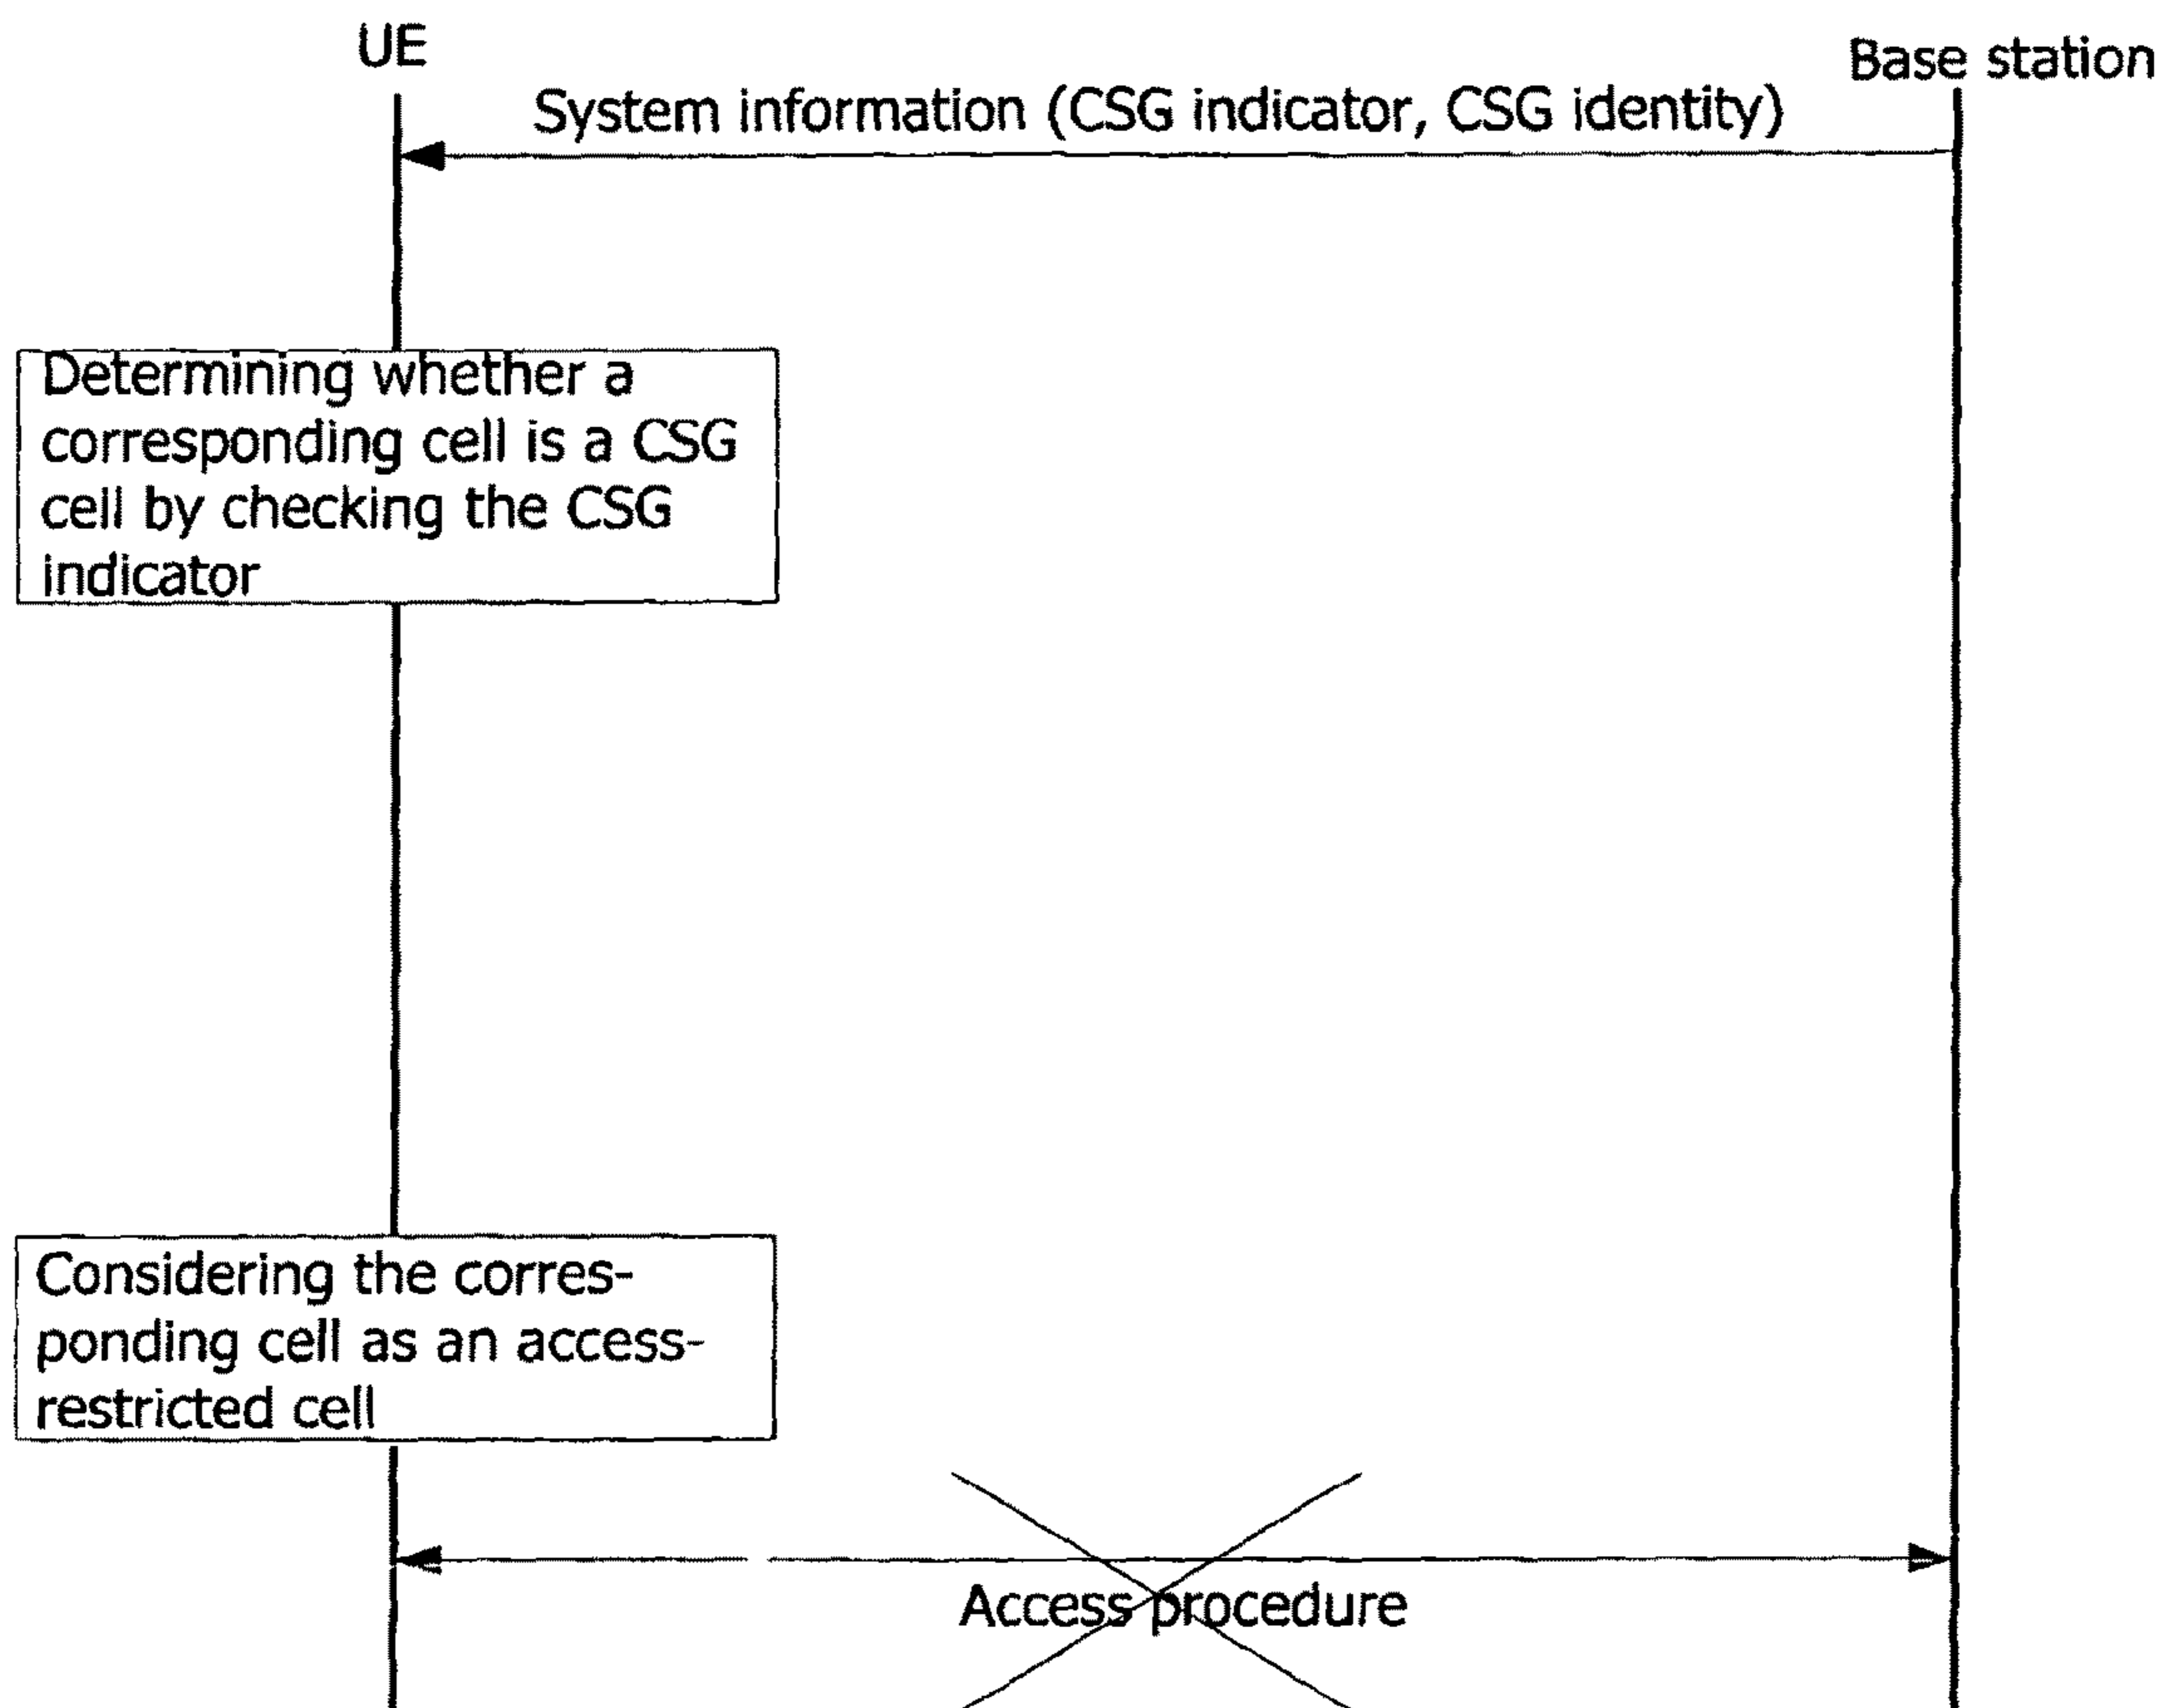 UE
Base station
System information (CSG indicator, CSG identity)
Determining whether a
corresponding cell is a CSG
cell by checking the CSG
indicator
Considering the corres-
ponding cell as an access-
restricted cell
Access procedure